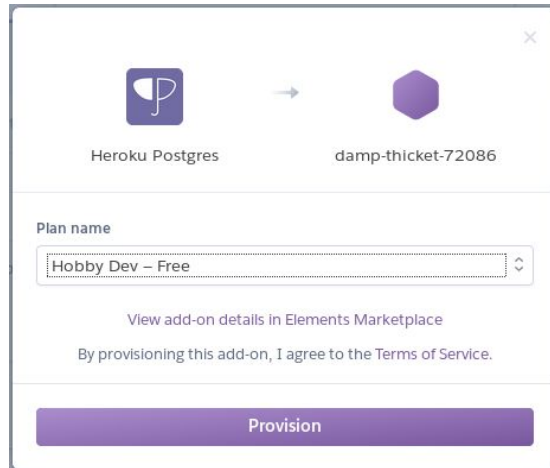 Heroku Postgres
damp-thicket-72086
Plan name
Hobby Dev – Free
View add-on details in Elements Marketplace
By provisioning this add-on, I agree to the Terms of Service.
Provision